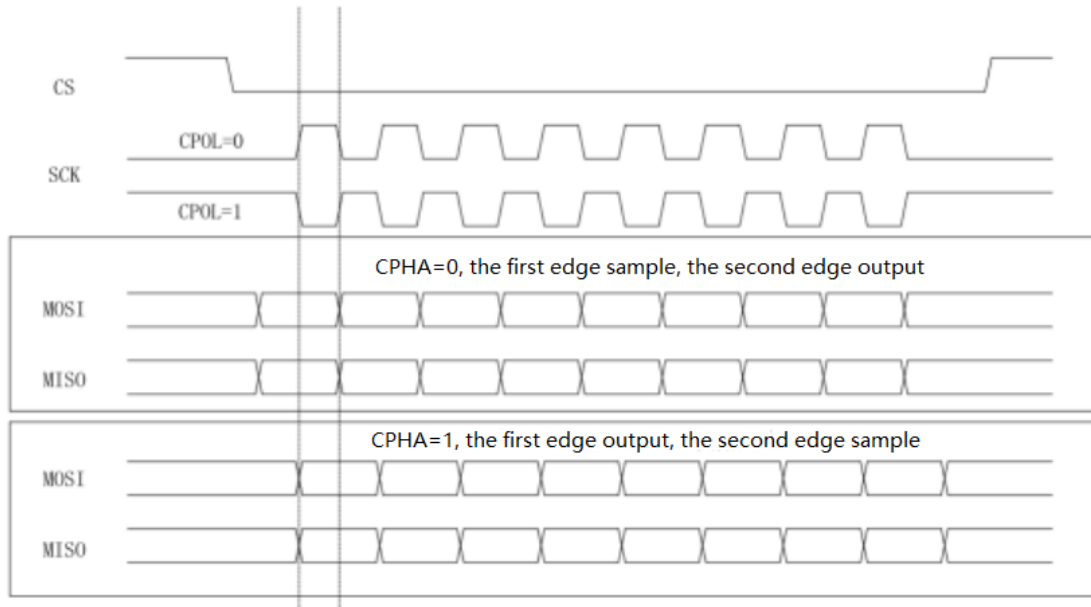 CS
CPOL=0
SCK
CPOL=1
CPHA=0, the first edge sample, the second edge output
MOSI
MISO
CPHA=1, the first edge output, the second edge sample
MOSI
MISO